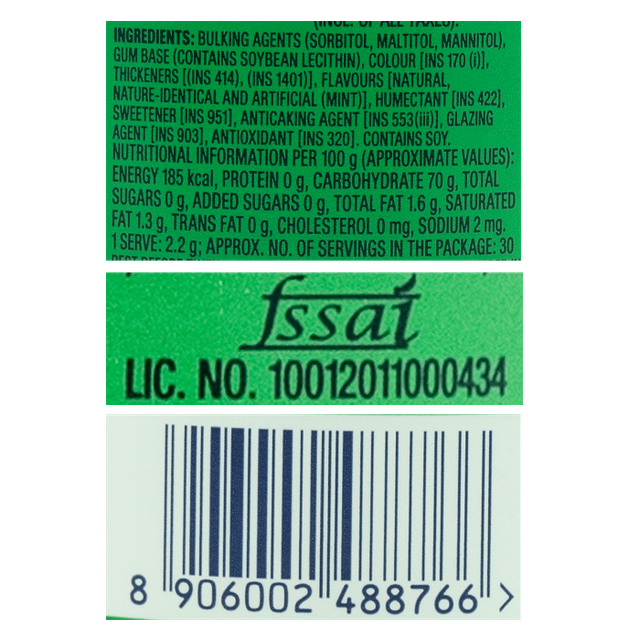 (INCL. OF ALL TAXES).
INGREDIENTS: BULKING AGENTS (SORBITOL, MALTITOL, MANNITOL),
GUM BASE (CONTAINS SOYBEAN LECITHIN), COLOUR [INS 170 (i)],
THICKENERS [(INS 414), (INS 1401)], FLAVOURS [NATURAL,
NATURE-IDENTICAL AND ARTIFICIAL (MINT)], HUMECTANT [INS 422],
SWEETENER [INS 951], ANTICAKING AGENT [INS 553(iii)], GLAZING
AGENT [INS 903], ANTIOXIDANT [INS 320]. CONTAINS SOY.
NUTRITIONAL INFORMATION PER 100 g (APPROXIMATE VALUES):
ENERGY 185 kcal, PROTEIN 0 g, CARBOHYDRATE 70 g, TOTAL
SUGARS 0 g, ADDED SUGARS 0 g, TOTAL FAT 1.6 g, SATURATED
FAT 1.3 g, TRANS FAT 0 g, CHOLESTEROL 0 mg, SODIUM 2 mg.
1 SERVE: 2.2 g; APPROX. NO. OF SERVINGS IN THE PACKAGE: 30
fssai
LIC. NO. 10012011000434
8 906002 488766 >